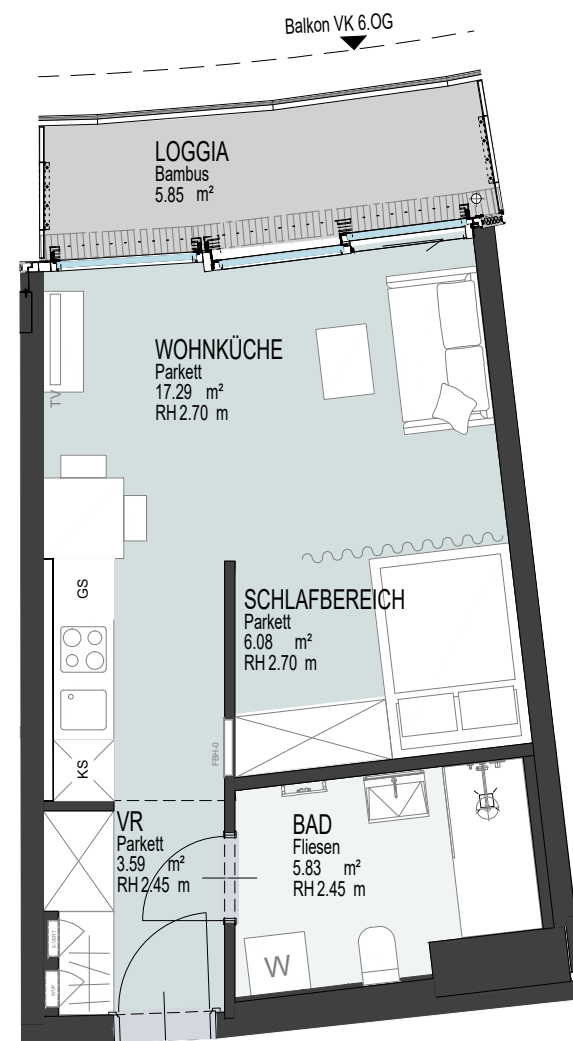 Balkon VK 6.OG
LOGGIA
Bambus
5.85 m²
TV
WOHNKÜCHE
Parkett
17.29 m²
RH 2.70 m
GS
SCHLAFBEREICH
Parkett
6.08 m²
RH 2.70 m
KS
FBH-0
VR
Parkett
3.59 m²
RH 2.45 m
BAD
Fliesen
5.83 m²
RH 2.45 m
W